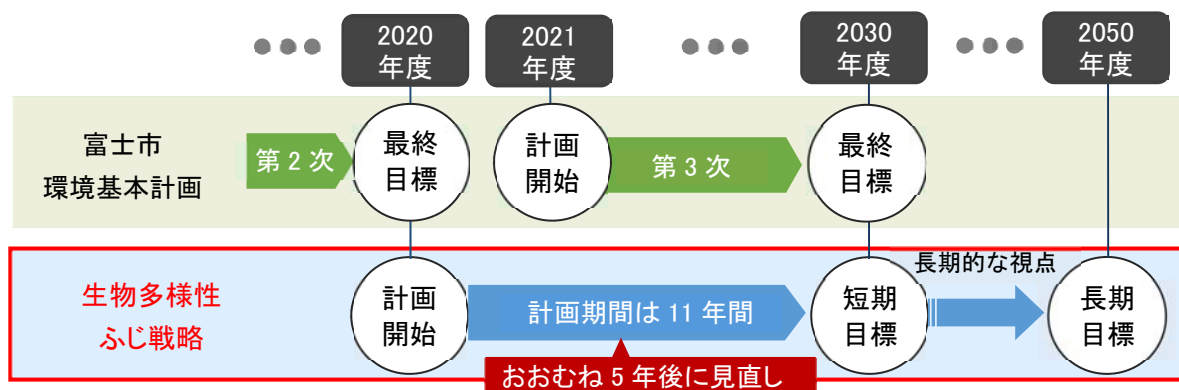 2020
年度
2021
年度
2030
年度
2050
年度
富士市
環境基本計画
第２次
最終
目標
計画
開始
第３次
最終
目標
生物多様性
ふじ戦略
計画
開始
計画期間は 11 年間
おおむね 5 年後に見直し
短期
目標
長期的な視点
長期
目標